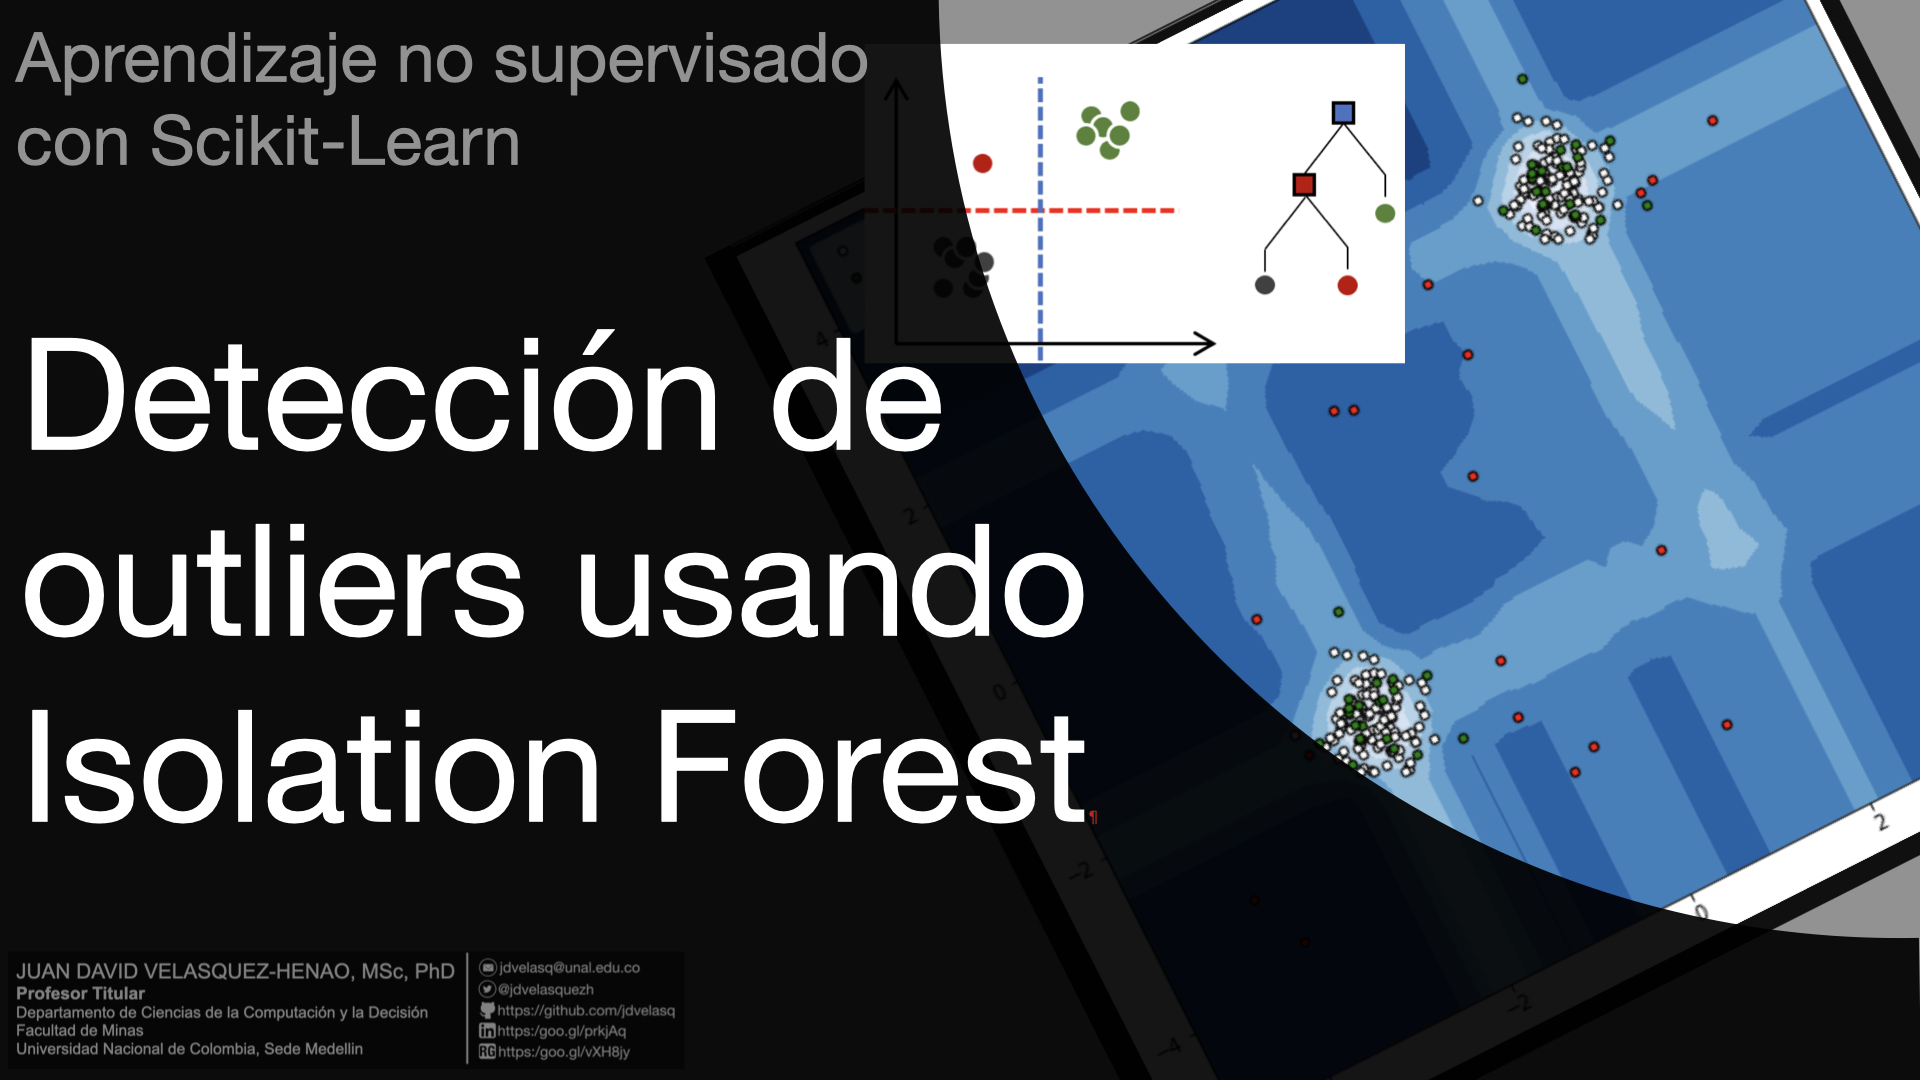 Aprendizaje no supervisado
con Scikit-Learn
Detección de
outliers usando
Isolation Forest¶
JUAN DAVID VELASQUEZ-HENAO, MSc, PhD
Profesor Titular
Departamento de Ciencias de la Computación y la Decisión
Facultad de Minas
Universidad Nacional de Colombia, Sede Medellin
jdvelasq@unal.edu.co
@jdvelasquezh
https://github.com/jdvelasq
in https:/goo.gl/prkjAq
RG https:/goo.gl/vXH8jy
4
2
0
−2
−4
−2
0
2